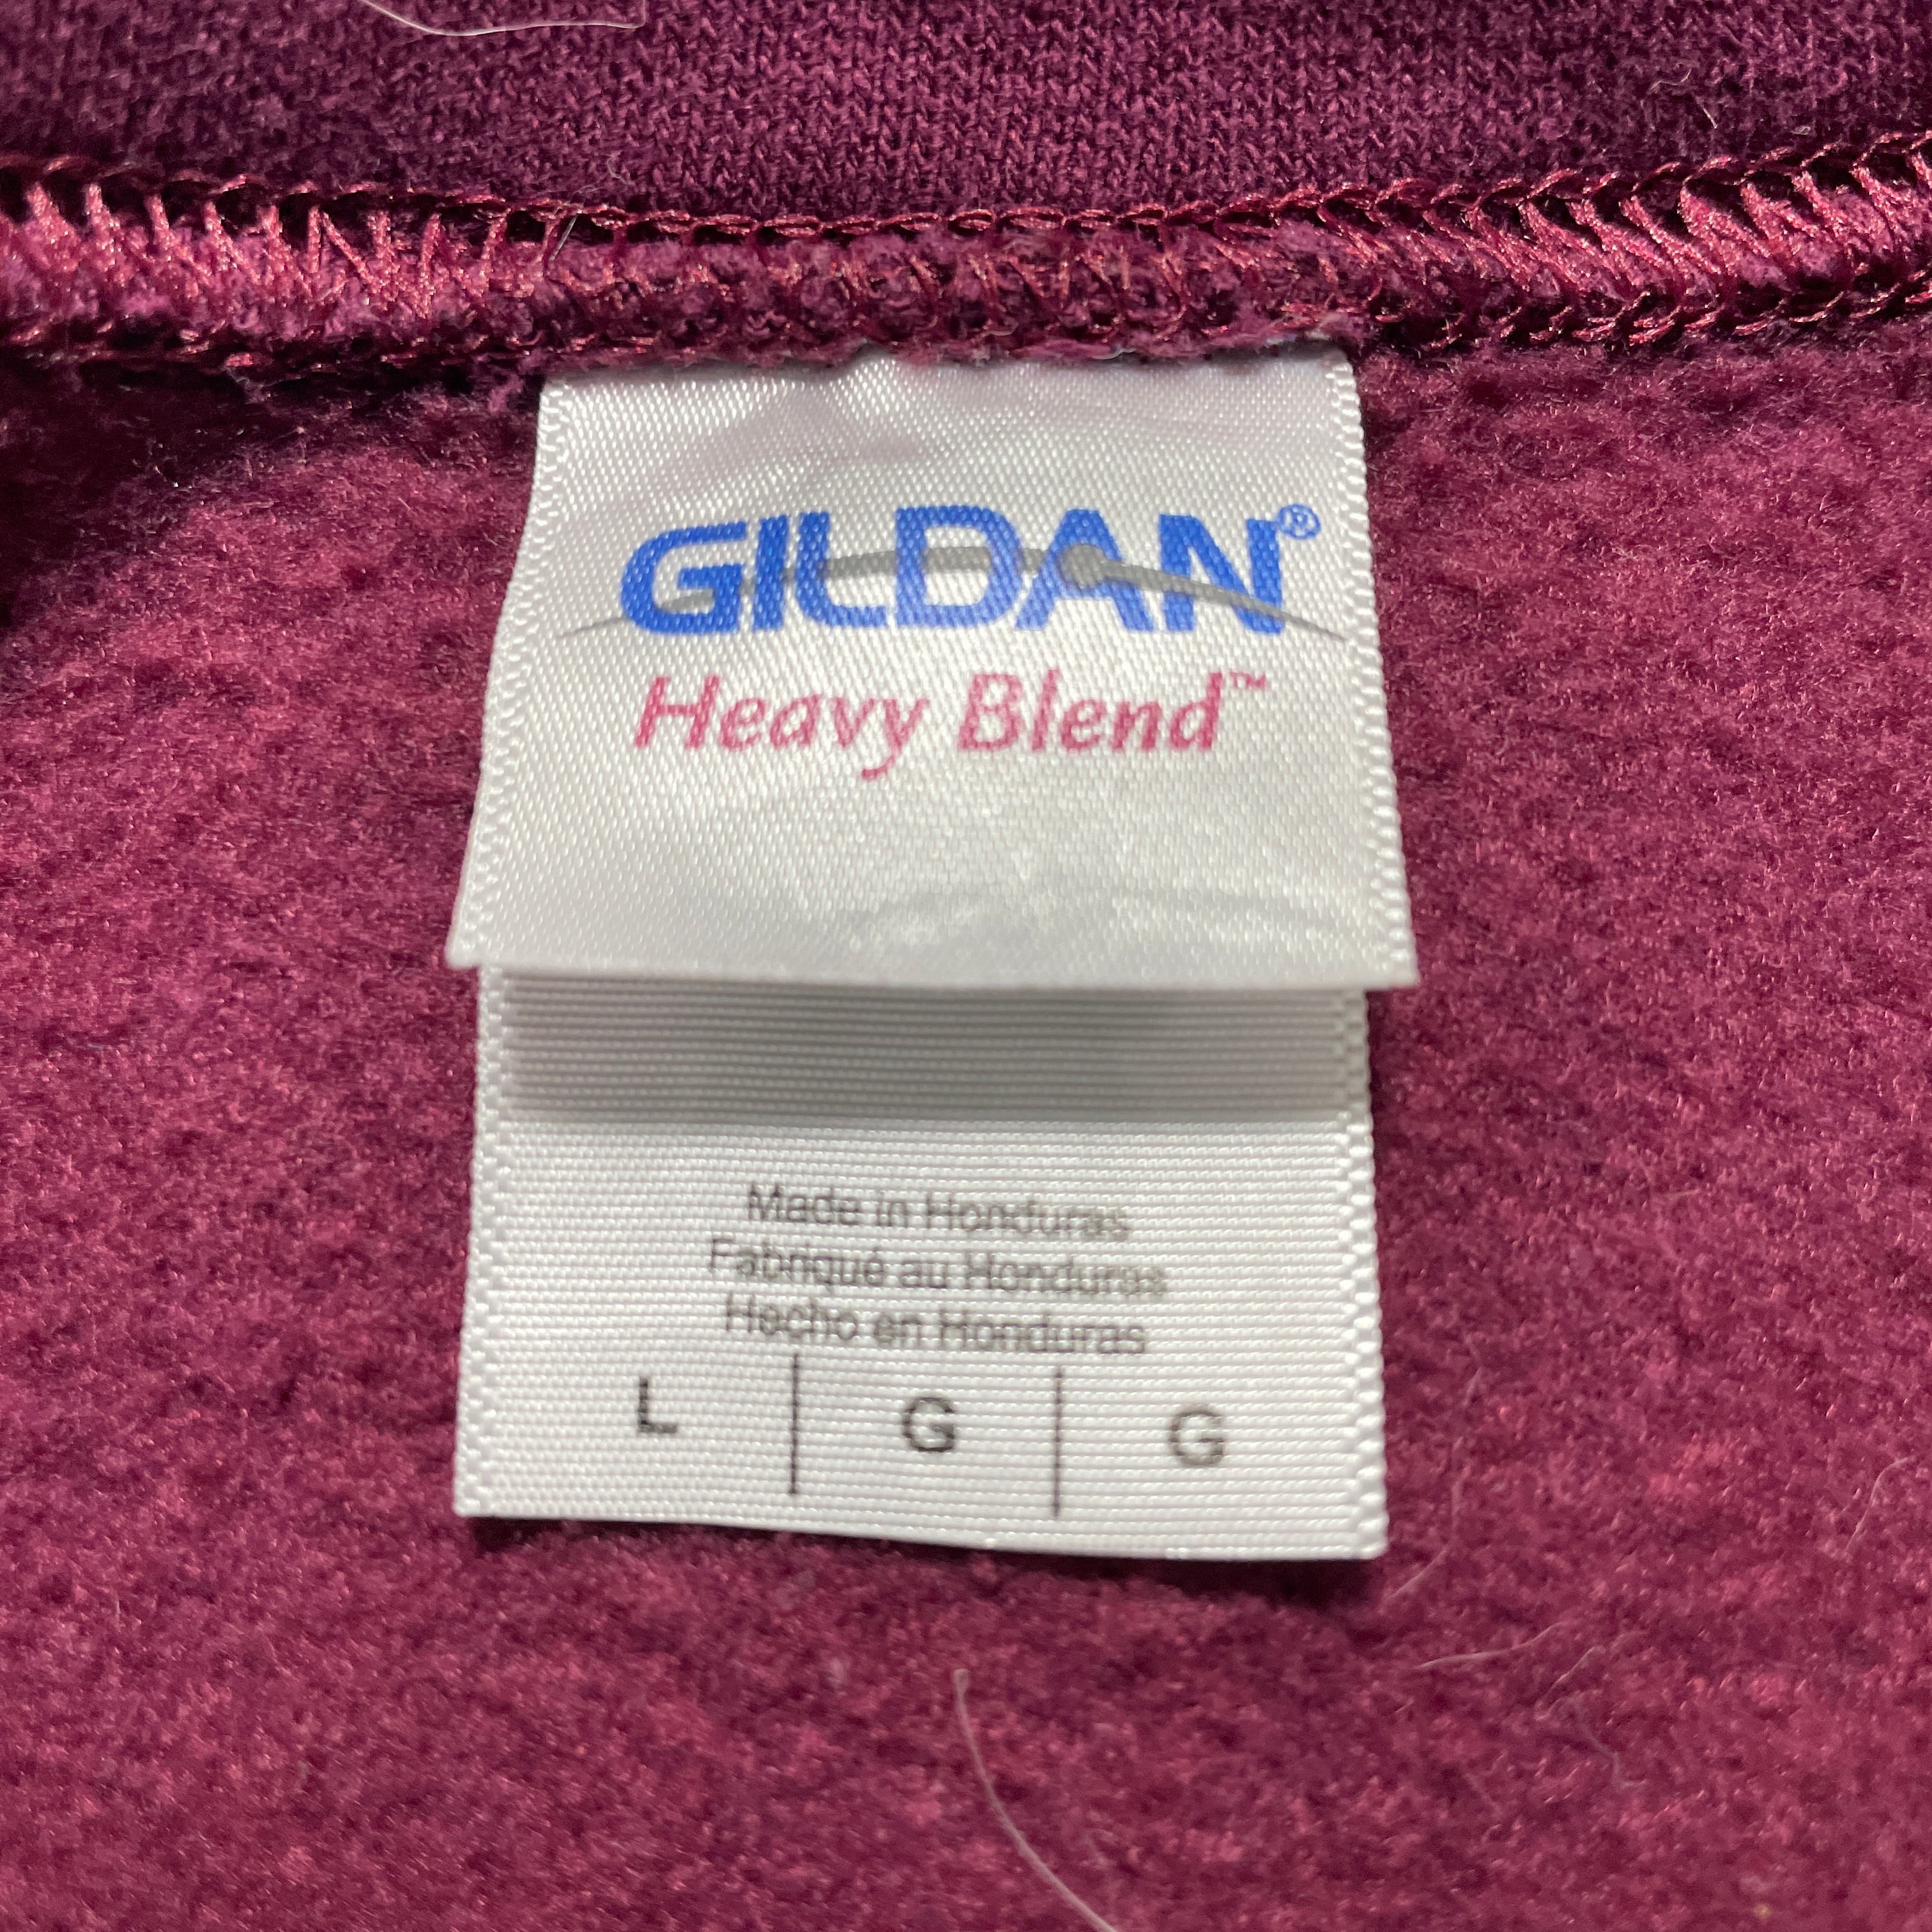 GILDAN®
Heavy Blend™
Made in Honduras
Fabriqué au Honduras
Hecho en Honduras
L | G | G